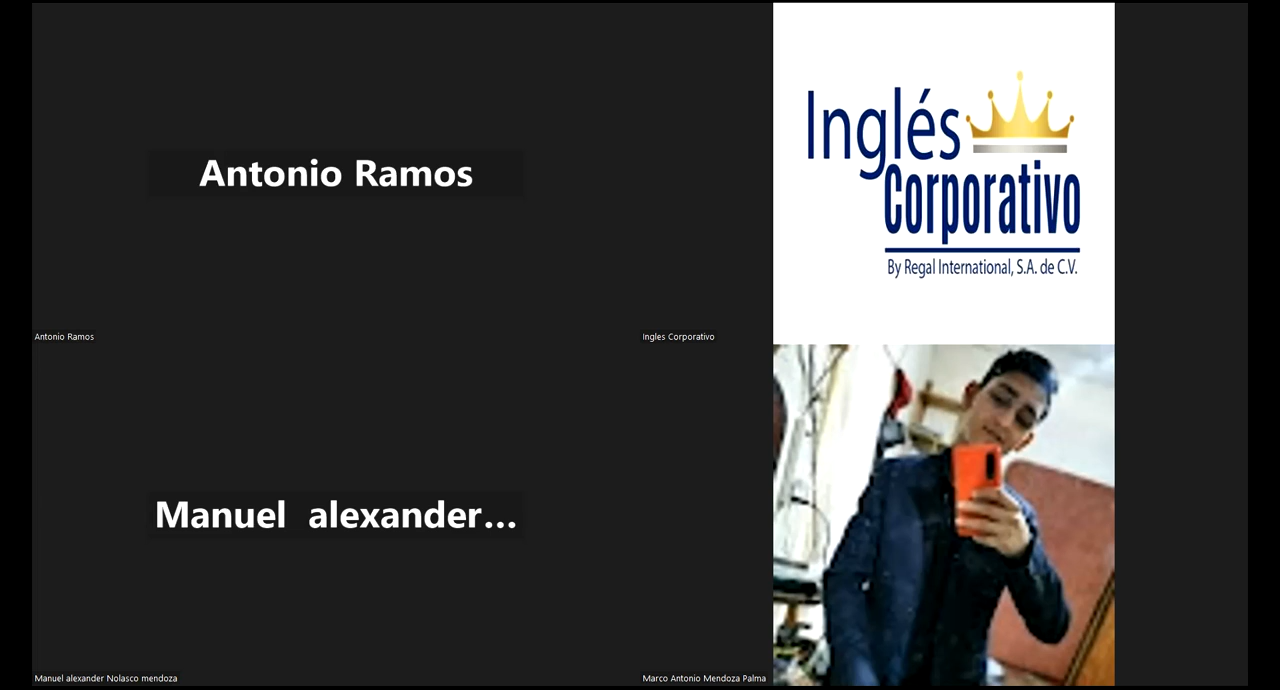 Antonio Ramos
Antonio Ramos
Inglés
Corporativo
By Regal International, S.A. de C.V.
Ingles Corporativo
Manuel  alexander...
Manuel alexander Nolasco mendoza
Marco Antonio Mendoza Palma